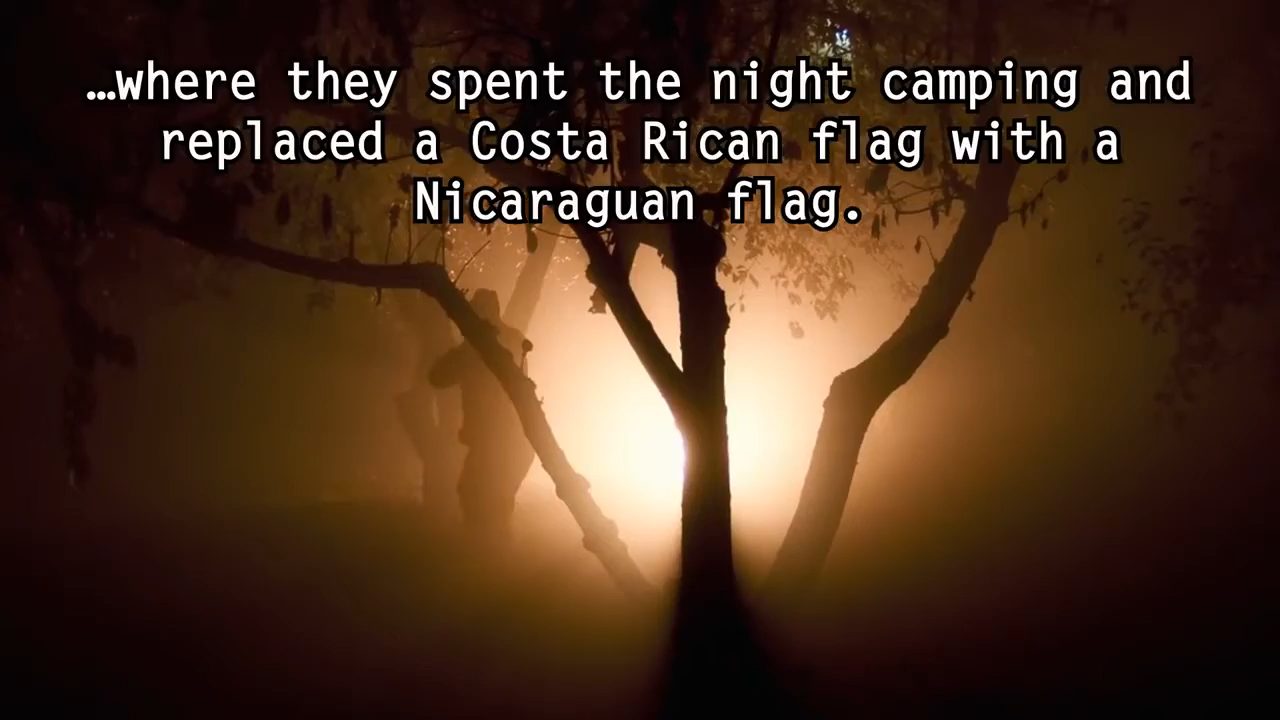 …where they spent the night camping and
replaced a Costa Rican flag with a
Nicaraguan flag.